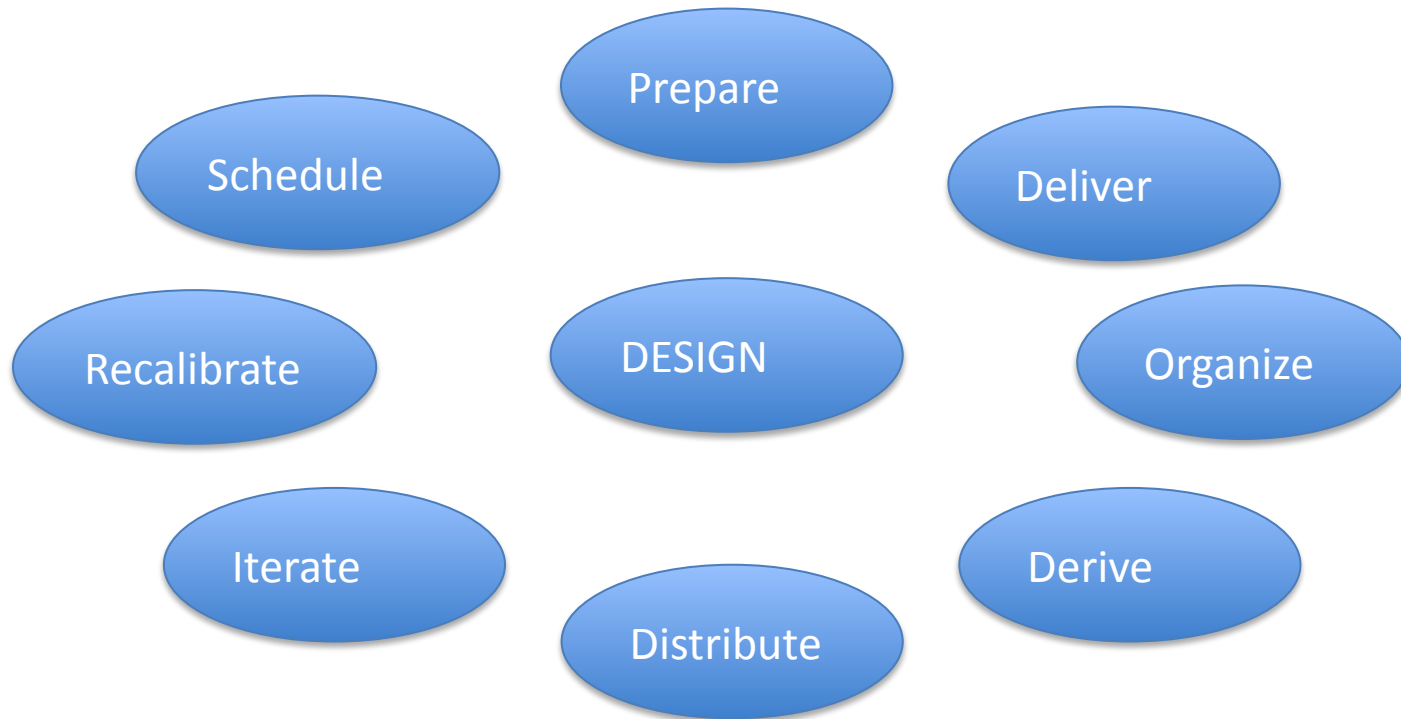 Prepare
Schedule
Deliver
DESIGN
Recalibrate
Organize
Iterate
Derive
Distribute